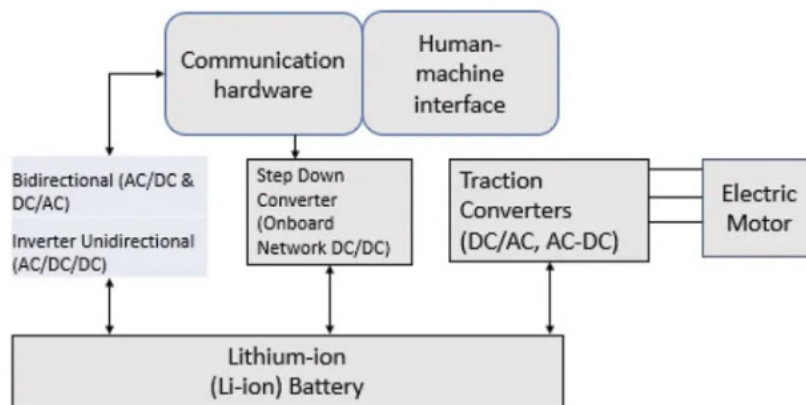 Communication
hardware
Human-
machine
interface
Bidirectional (AC/DC &
DC/AC)
Inverter Unidirectional
(AC/DC/DC)
Step Down
Converter
(Onboard
Network DC/DC)
Traction
Converters
(DC/AC, AC-DC)
Electric
Motor
Lithium-ion
(Li-ion) Battery